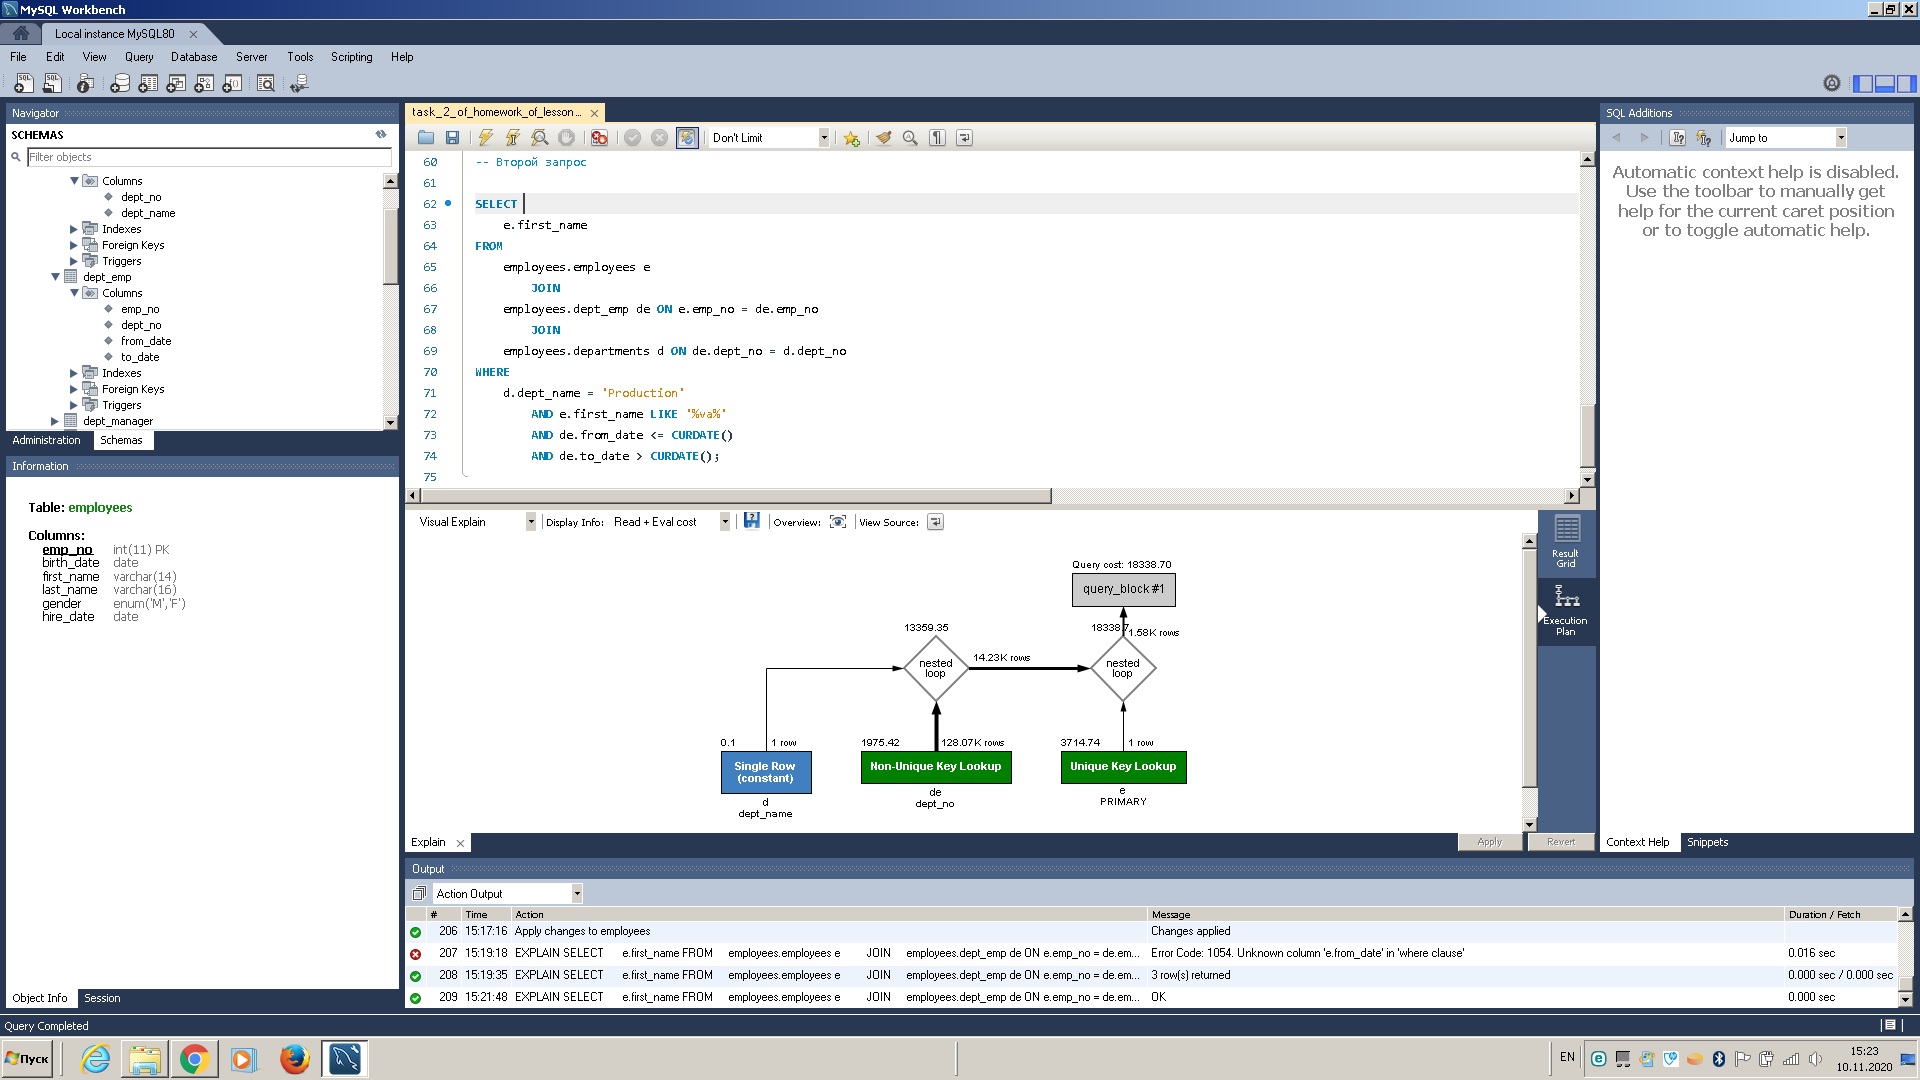 MySQL Workbench
Local instance MySQL80
File Edit View Query Database Server Tools Scripting Help
Navigator
SCHEMAS
Filter objects
Columns
dept_no
dept_name
Indexes
Foreign Keys
Triggers
dept_emp
Columns
emp_no
dept_no
from_date
to_date
Indexes
Foreign Keys
Triggers
dept_manager
Administration Schemas
Information
Table: employees
Columns:
emp_no int(11) PK
birth_date date
first_name varchar(14)
last_name varchar(16)
gender enum('M','F')
hire_date date
Object Info Session
task_2_of_homework_of_lesson...
Don't Limit
60 -- Второй запрос
61
62 SELECT
63 e.first_name
64 FROM
65 employees.employees e
66 JOIN
67 employees.dept_emp de ON e.emp_no = de.emp_no
68 JOIN
69 employees.departments d ON de.dept_no = d.dept_no
70 WHERE
71 d.dept_name = 'Production'
72 AND e.first_name LIKE '%va%'
73 AND de.from_date <= CURDATE()
74 AND de.to_date > CURDATE();
75
Visual Explain Display Info: Read + Eval cost Overview: View Source:
Query cost: 18338.70
query_block #1
13359.35
18338.7
1.58K rows
nested loop
14.23K rows
nested loop
0.1 1 row
1975.42 128.07K rows
3714.74 1 row
Single Row (constant)
Non-Unique Key Lookup
Unique Key Lookup
d
dept_name
de
dept_no
e
PRIMARY
Result Grid
Execution Plan
Explain
Apply Revert
SQL Additions
Jump to
Automatic context help is disabled.
Use the toolbar to manually get
help for the current caret position
or to toggle automatic help.
Context Help Snippets
Output
Action Output
# Time Action Message Duration / Fetch
206 15:17:16 Apply changes to employees Changes applied
207 15:19:18 EXPLAIN SELECT e.first_name FROM employees.employees e JOIN employees.dept_emp de ON e.emp_no = de.em... Error Code: 1054. Unknown column 'e.from_date' in 'where clause' 0.016 sec
208 15:19:35 EXPLAIN SELECT e.first_name FROM employees.employees e JOIN employees.dept_emp de ON e.emp_no = de.em... 3 row(s) returned 0.000 sec / 0.000 sec
209 15:21:48 EXPLAIN SELECT e.first_name FROM employees.employees e JOIN employees.dept_emp de ON e.emp_no = de.em... OK 0.000 sec
Query Completed
Пуск
EN
15:23
10.11.2020